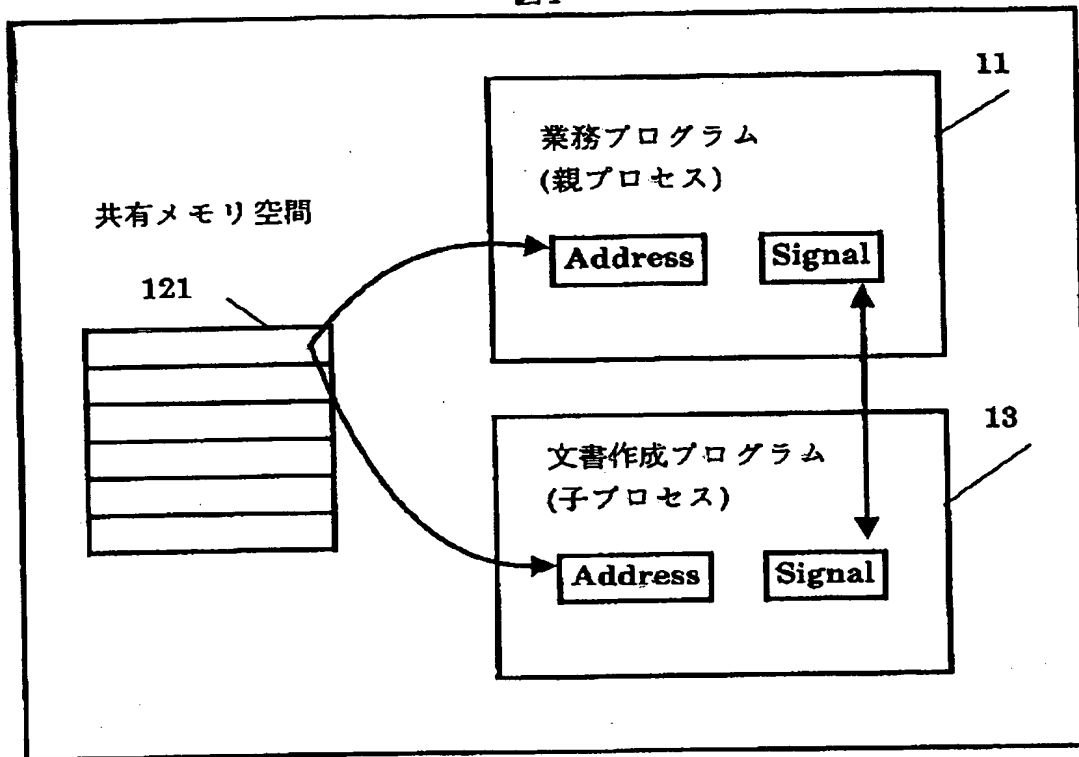 11
業務プログラム
(親プロセス)
共有メモリ空間
Address
Signal
121
13
文書作成プログラム
(子プロセス)
Address
Signal